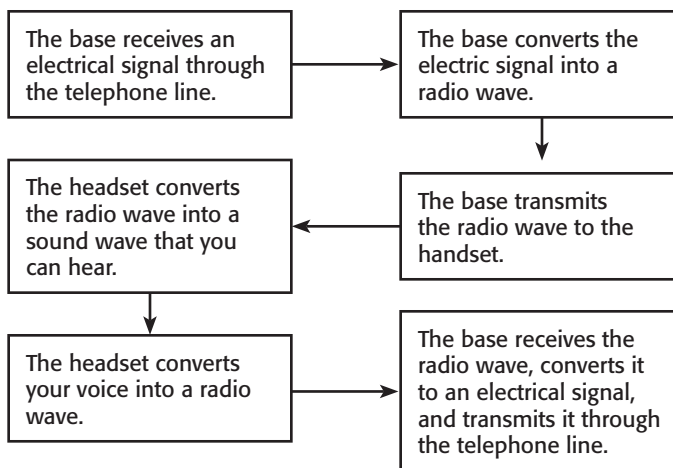 The base receives an
electrical signal through
the telephone line.
The base converts the
electric signal into a
radio wave.
The base transmits
the radio wave to the
handset.
The headset converts
the radio wave into a
sound wave that you
can hear.
The headset converts
your voice into a radio
wave.
The base receives the
radio wave, converts it
to an electrical signal,
and transmits it through
the telephone line.